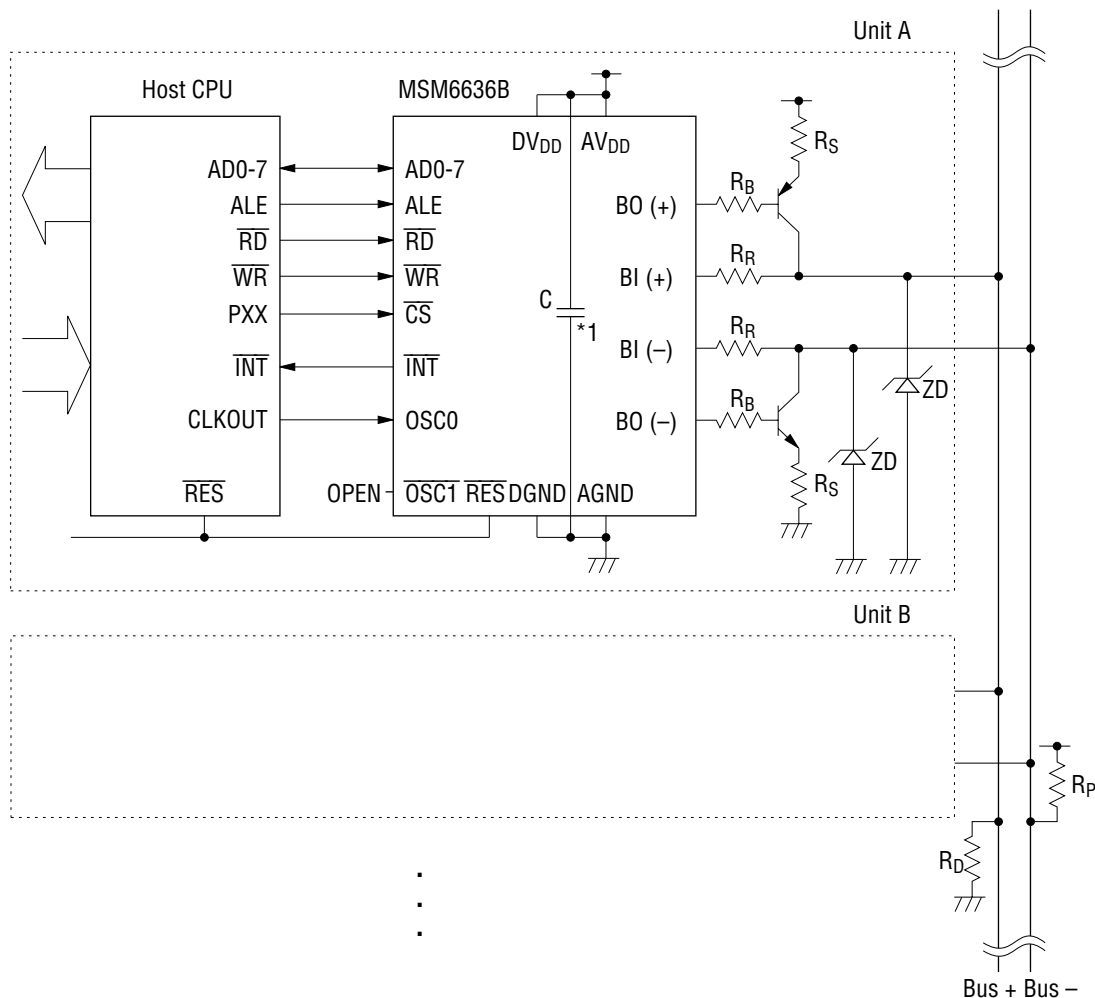 Unit A
Host CPU
MSM6636B
DVDD AVDD
RS
AD0-7
AD0-7
ALE
ALE
RD
RD
WR
WR
PXX
CS
INT
INT
CLKOUT
OSC0
RES
OPEN
OSC1 RES DGND AGND
C
*1
BO (+)
RB
BI (+)
RR
BI (–)
RR
BO (–)
RB
RS
ZD
ZD
Unit B
RP
RD
Bus + Bus –